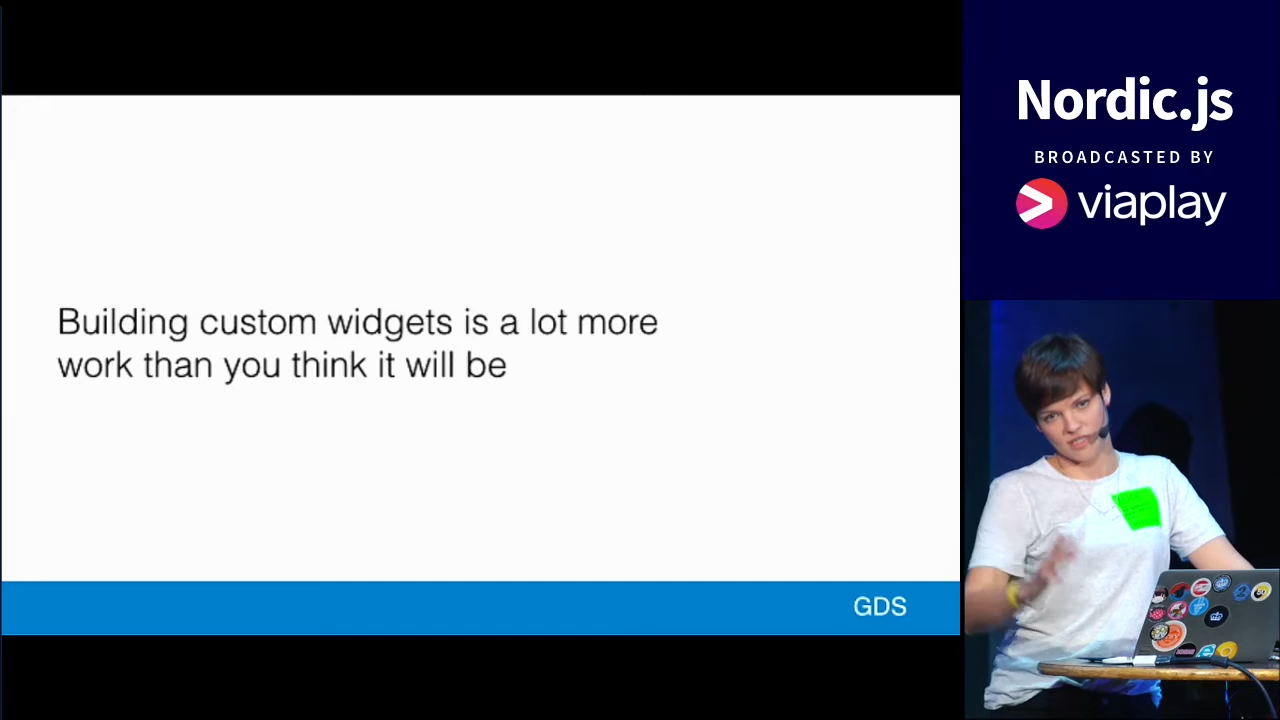 Building custom widgets is a lot more
work than you think it will be
GDS
Nordic.js
BROADCASTED BY
viaplay